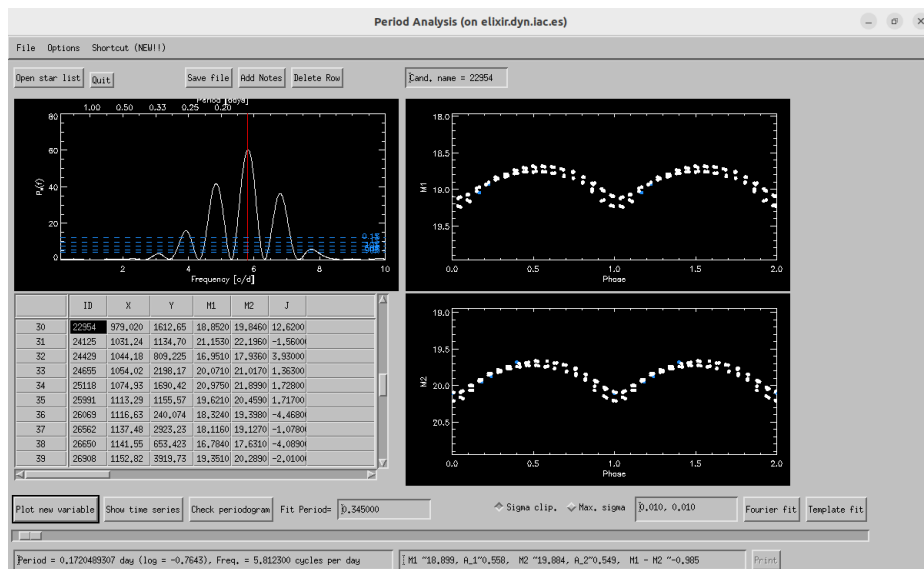 Period Analysis (on elixir.dyn.iac.es)
File Options Shortcut (NEW!!)
Open star list Quit Save file Add Notes Delete Row Cand. name = 22954
Period [days]
1.00 0.50 0.33 0.25 0.20
80
60
40
20
0
2 4 6 8 10
Frequency [c/d]
18.0
18.5
19.0
19.5
M1
0.0 0.5 1.0 1.5 2.0
Phase
ID X Y M1 M2 J
30 22954 979.020 1612.65 18.8520 19.8460 12.6200
31 24125 1031.24 1134.70 21.1530 22.1960 -1.5600
32 24429 1044.18 809.225 16.9510 17.9360 3.93000
33 24655 1054.02 2198.17 20.0710 21.0170 1.36300
34 25118 1074.93 1690.42 20.9750 21.8990 1.72800
35 25991 1113.29 1155.57 19.6210 20.4590 1.71700
36 26069 1116.63 240.074 18.3240 19.3980 -4.4680
37 26562 1137.48 2923.23 18.1160 19.1270 -1.0780
38 26650 1141.55 653.423 16.7840 17.6310 -4.0890
39 26908 1152.82 3919.73 19.3510 20.2890 -2.0100
19.5
20.0
20.5
M2
0.0 0.5 1.0 1.5 2.0
Phase
Plot new variable Show time series Check periodogram Fit Period= 0.345000 Sigma clip. Max. sigma 0.010, 0.010 Fourier fit Template fit
Period = 0.1720489307 day (log = -0.7643), Freq. = 5.812300 cycles per day M1 ~18.899, A_1~0.558, M2 ~19.884, A_2~0.549, M1 - M2 ~-0.985 Print